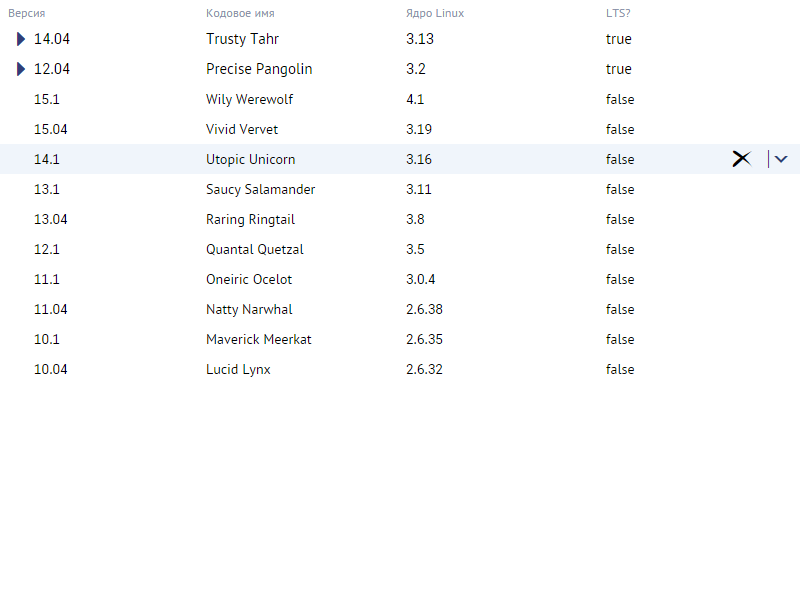 Версия Кодовое имя Ядро Linux LTS?
14.04 Trusty Tahr 3.13 true
12.04 Precise Pangolin 3.2 true
15.1 Wily Werewolf 4.1 false
15.04 Vivid Vervet 3.19 false
14.1 Utopic Unicorn 3.16 false
13.1 Saucy Salamander 3.11 false
13.04 Raring Ringtail 3.8 false
12.1 Quantal Quetzal 3.5 false
11.1 Oneiric Ocelot 3.0.4 false
11.04 Natty Narwhal 2.6.38 false
10.1 Maverick Meerkat 2.6.35 false
10.04 Lucid Lynx 2.6.32 false